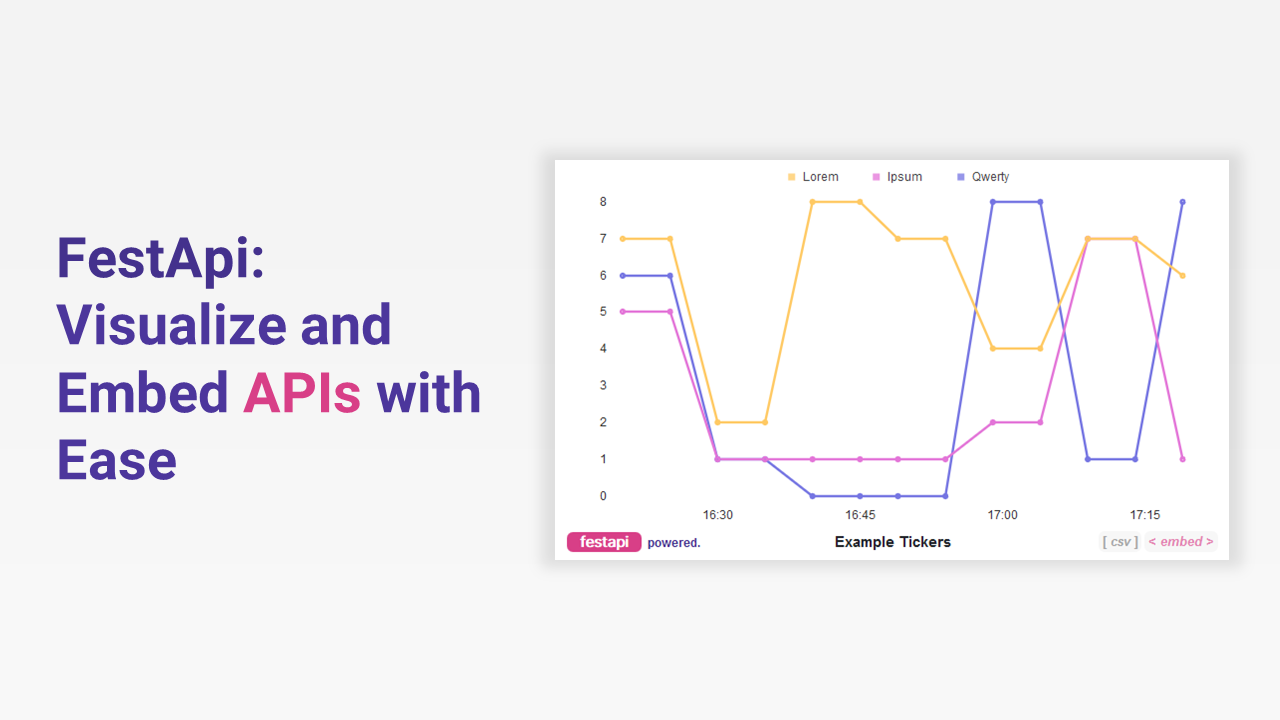 FestApi:
Visualize and
Embed APIs with
Ease
Lorem Ipsum Qwerty
8
7
6
5
4
3
2
1
0
16:30 16:45 17:00 17:15
festapi powered. Example Tickers [ csv ] < embed >